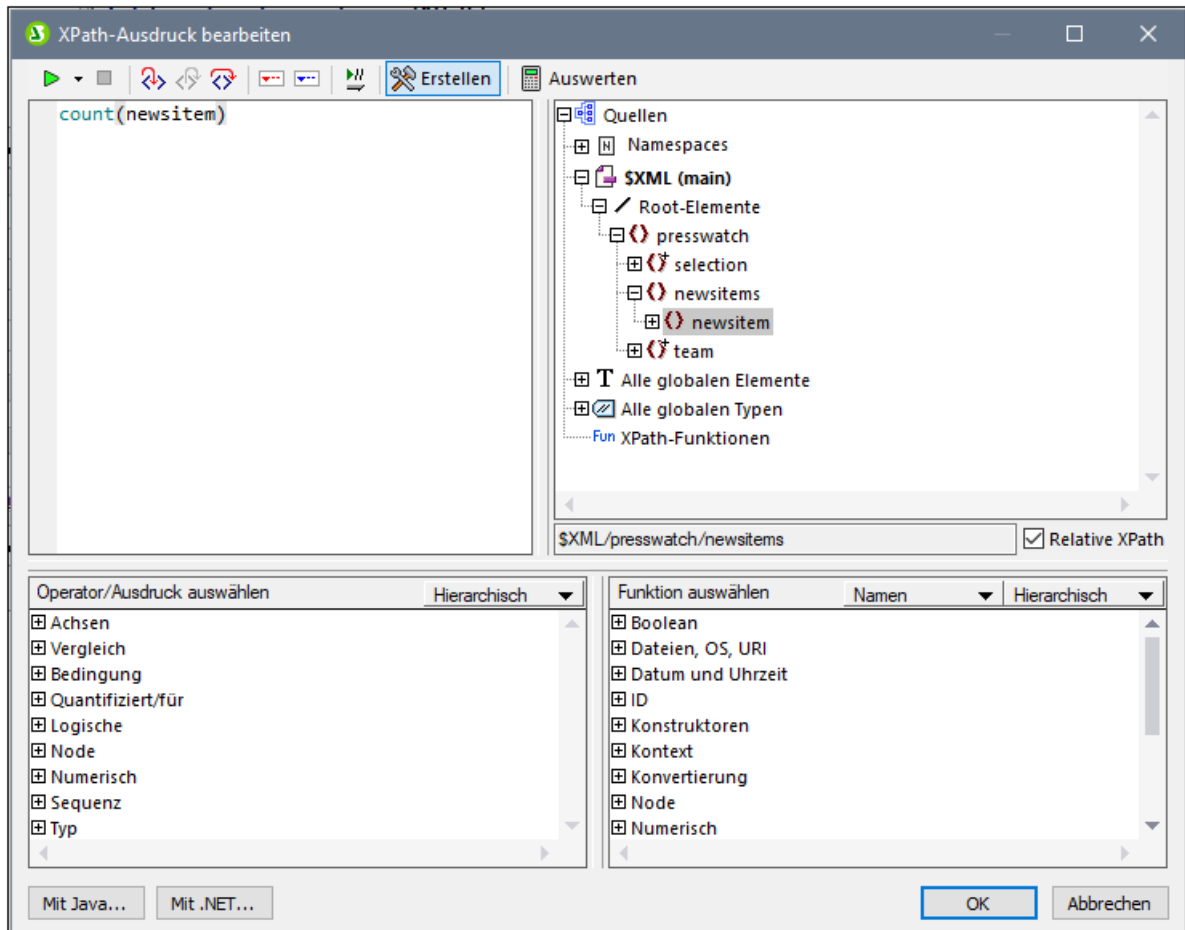 XPath-Ausdruck bearbeiten
Erstellen
Auswerten
count(newsitem)
Quellen
N Namespaces
$XML (main)
Root-Elemente
presswatch
selection
newsitems
newsitem
team
T Alle globalen Elemente
Alle globalen Typen
Fun XPath-Funktionen
$XML/presswatch/newsitems
Relative XPath
Operator/Ausdruck auswählen Hierarchisch
Achsen
Vergleich
Bedingung
Quantifiziert/für
Logische
Node
Numerisch
Sequenz
Typ
Funktion auswählen Namen Hierarchisch
Boolean
Dateien, OS, URI
Datum und Uhrzeit
ID
Konstruktoren
Kontext
Konvertierung
Node
Numerisch
Mit Java... Mit .NET... OK Abbrechen